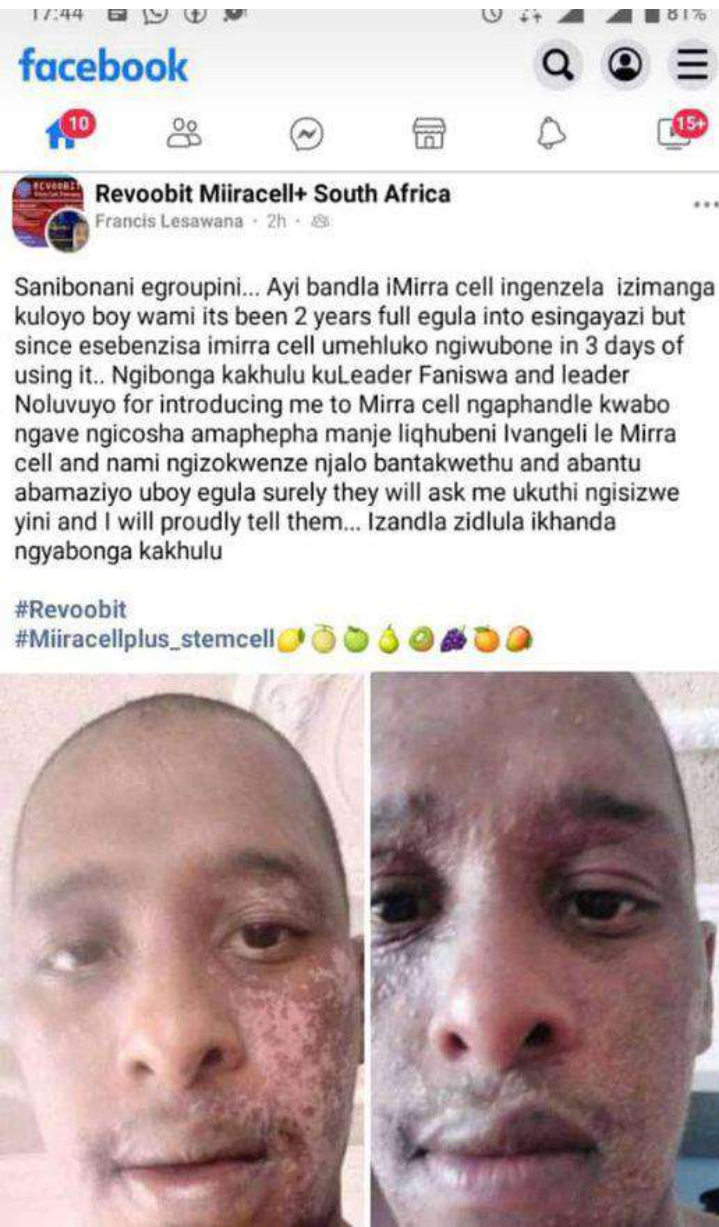 17:44
81%
facebook
10
15+
REVOOBIT
Revoobit Miiracell+ South Africa
Francis Lesawana · 2h ·
Sanibonani egroupini... Ayi bandla iMirra cell ingenzela izimanga
kuloyo boy wami its been 2 years full egula into esingayazi but
since esebenzisa imirra cell umehluko ngiwubone in 3 days of
using it.. Ngibonga kakhulu kuLeader Faniswa and leader
Noluvuyo for introducing me to Mirra cell ngaphandle kwabo
ngave ngicosha amaphepha manje liqhubeni Ivangeli le Mirra
cell and nami ngizokwenze njalo bantakwethu and abantu
abamaziyo uboy egula surely they will ask me ukuthi ngisizwe
yini and I will proudly tell them... Izandla zidlula ikhanda
ngyabonga kakhulu
#Revoobit
#Miiracellplus_stemcell🍋🍈🍏🍐🥝🍇🍊🥭